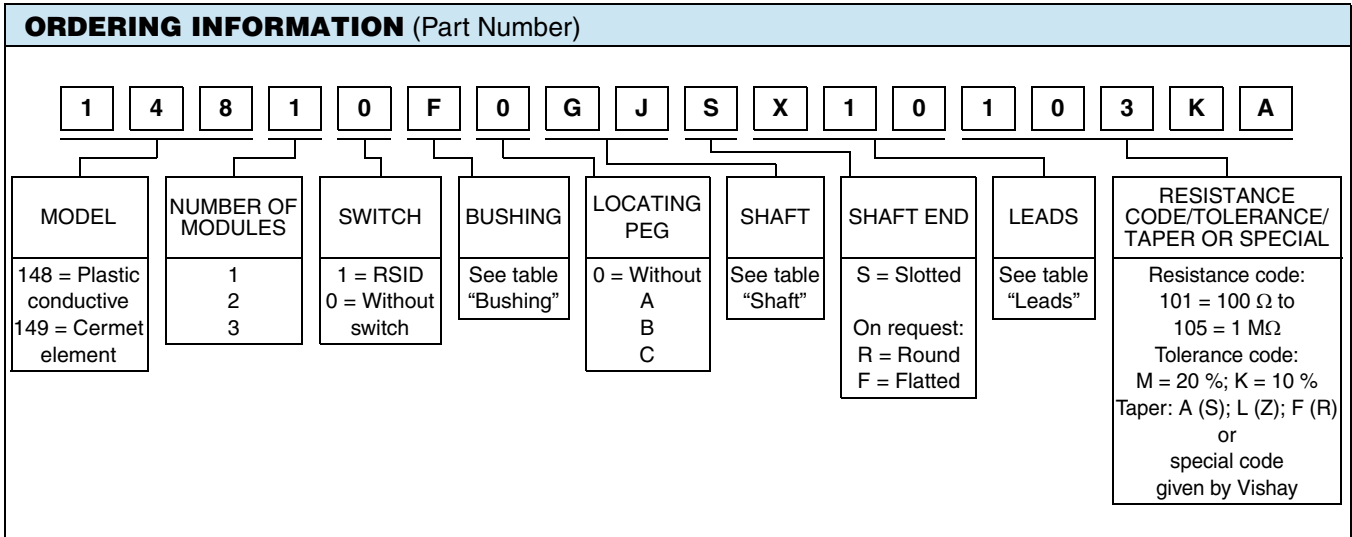 ORDERING INFORMATION (Part Number)
1 4 8 1 0 F 0 G J S X 1 0 1 0 3 K A
MODEL
148 = Plastic
conductive
149 = Cermet
element
NUMBER OF
MODULES
1
2
3
SWITCH
1 = RSID
0 = Without
switch
BUSHING
See table
“Bushing”
LOCATING
PEG
0 = Without
A
B
C
SHAFT
See table
“Shaft”
SHAFT END
S = Slotted
On request:
R = Round
F = Flatted
LEADS
See table
“Leads”
RESISTANCE
CODE/TOLERANCE/
TAPER OR SPECIAL
Resistance code:
101 = 100 Ω to
105 = 1 MΩ
Tolerance code:
M = 20 %; K = 10 %
Taper: A (S); L (Z); F (R)
or
special code
given by Vishay